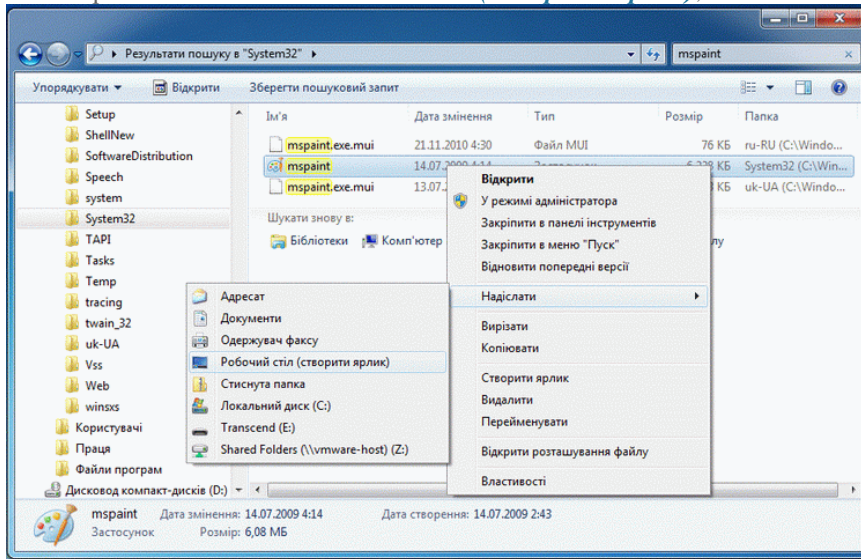 Результати пошуку в "System32"
mspaint
Упорядкувати
Відкрити
Зберегти пошуковий запит
Setup
ShellNew
SoftwareDistribution
Speech
system
System32
TAPI
Tasks
Temp
tracing
twain_32
uk-UA
Vss
Web
winsxs
Користувачі
Праця
Файли програм
Дисковод компакт-дисків (D:)
Ім'я Дата змінення Тип Розмір Папка
mspaint.exe.mui 21.11.2010 4:30 Файл MUI 76 КБ ru-RU (C:\Windo...
mspaint 14.07.2009 4:14 System32 (C:\Win...
mspaint.exe.mui 13.07. КБ uk-UA (C:\Windo...
Шукати знову в:
Бібліотеки Комп'ютер лу
Відкрити
У режимі адміністратора
Закріпити в панелі інструментів
Закріпити в меню "Пуск"
Відновити попередні версії
Надіслати
Вирізати
Копіювати
Створити ярлик
Видалити
Перейменувати
Відкрити розташування файлу
Властивості
Адресат
Документи
Одержувач факсу
Робочий стіл (створити ярлик)
Стиснута папка
Локальний диск (C:)
Transcend (E:)
Shared Folders (\\vmware-host) (Z:)
mspaint Дата змінення: 14.07.2009 4:14 Дата створення: 14.07.2009 2:43
Застосунок Розмір: 6,08 МБ